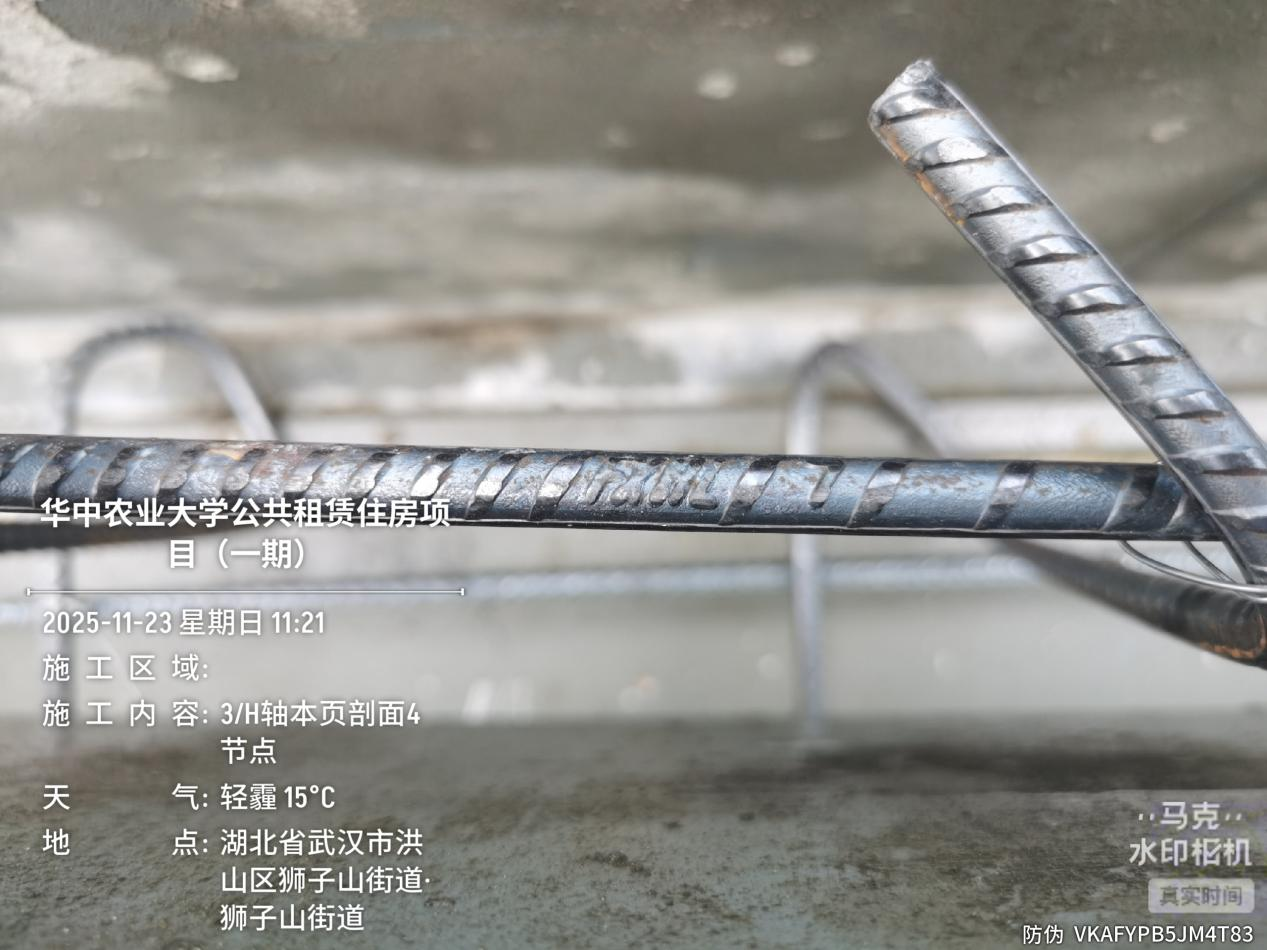 华中农业大学公共租赁住房项
目（一期）
2025-11-23 星期日 11:21
施工区域:
施工内容: 3/H轴本页剖面4
节点
天气: 轻霾 15°C
地点: 湖北省武汉市洪
山区狮子山街道·
狮子山街道
马克
水印相机
真实时间
防伪 VKAFYPB5JM4T83